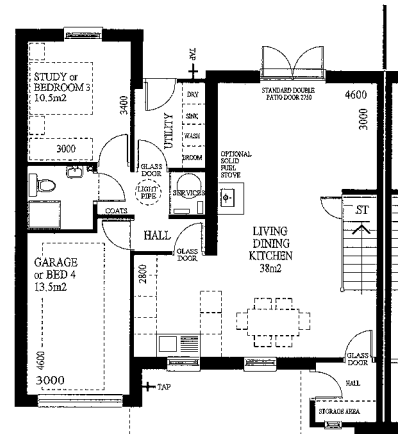 TAP
STUDY or
BEDROOM 3
10.5m2
3400
3000
DRY
SINK
WASH
BROOM
UTILITY
STANDARD DOUBLE
PATIO DOOR 2750
4600
3000
OPTIONAL
SOLID
FUEL
STOVE
GLASS
DOOR
LIGHT
PIPE
SERVICES
COATS
HALL
GLASS
DOOR
ST
LIVING
DINING
KITCHEN
38m2
GARAGE
or BED 4
13.5m2
2800
4600
3000
TAP
GLASS
DOOR
HALL
STORAGE AREA